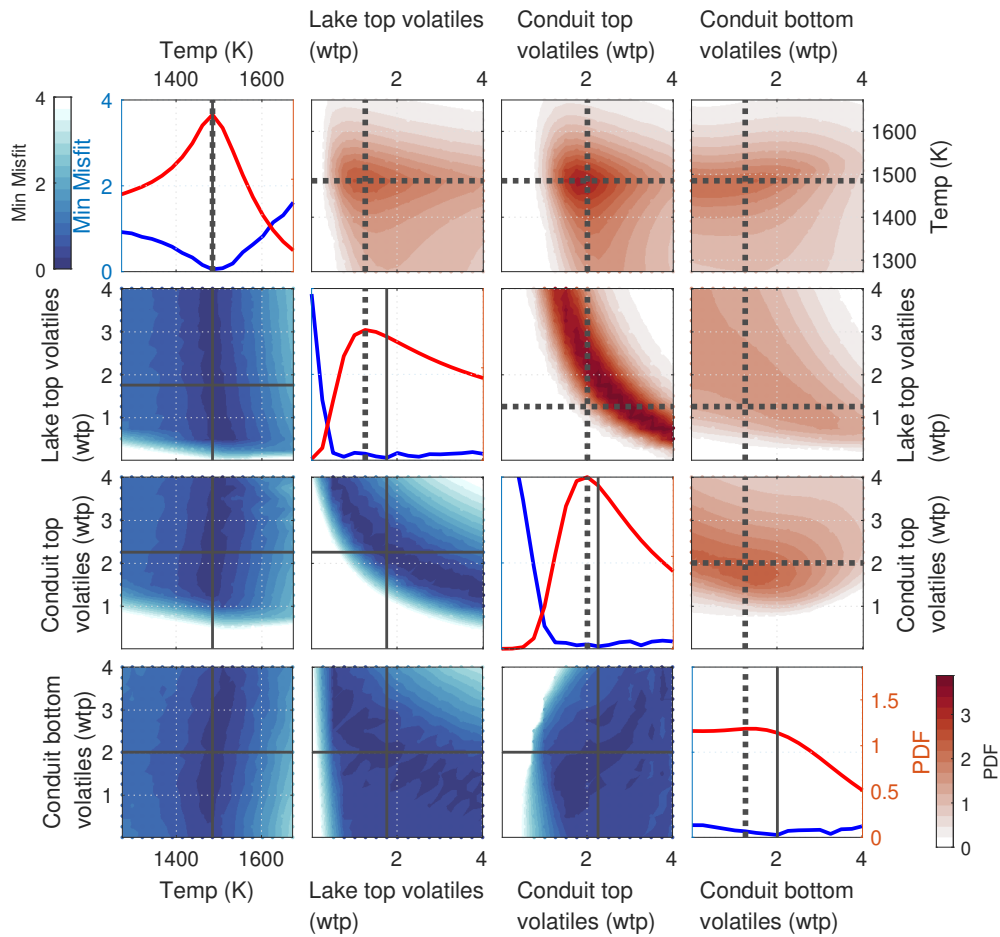 Lake top volatiles
(wtp)
Conduit top
volatiles (wtp)
Conduit bottom
volatiles (wtp)
Temp (K)
1400 1600
2 4
2 4
2 4
4
2
0
Min Misfit
4
2
0
Min Misfit
1600
1500
1400
1300
Temp (K)
4
3
2
1
Lake top volatiles
(wtp)
4
3
2
1
Lake top volatiles
(wtp)
4
3
2
1
Conduit top
volatiles (wtp)
4
3
2
1
Conduit top
volatiles (wtp)
4
3
2
1
Conduit bottom
volatiles (wtp)
1.5
1
0.5
0
PDF
3
2
1
0
PDF
1400 1600
Temp (K)
2 4
Lake top volatiles
(wtp)
2 4
Conduit top
volatiles (wtp)
2 4
Conduit bottom
volatiles (wtp)